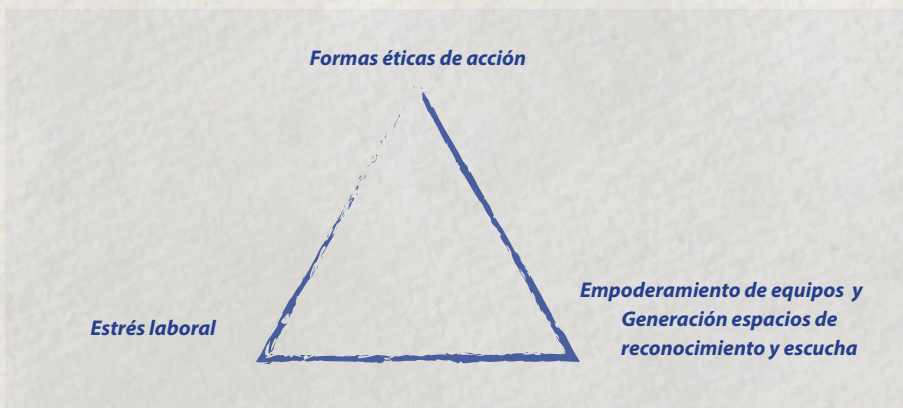 Formas éticas de acción
Estrés laboral
Empoderamiento de equipos y
Generación espacios de
reconocimiento y escucha